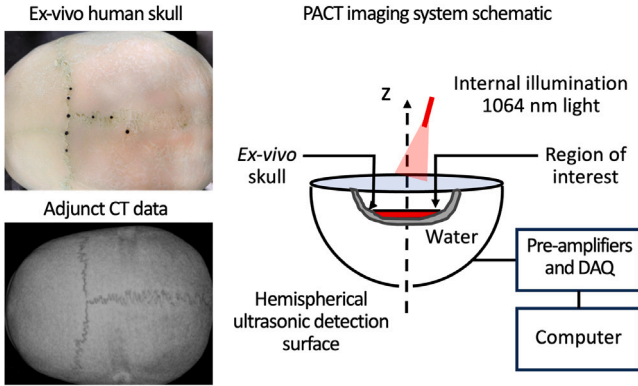 Ex-vivo human skull
Adjunct CT data
PACT imaging system schematic
Z
Internal illumination
1064 nm light
Ex-vivo
skull
Region of
interest
Water
Hemispherical
ultrasonic detection
surface
Pre-amplifiers
and DAQ
Computer